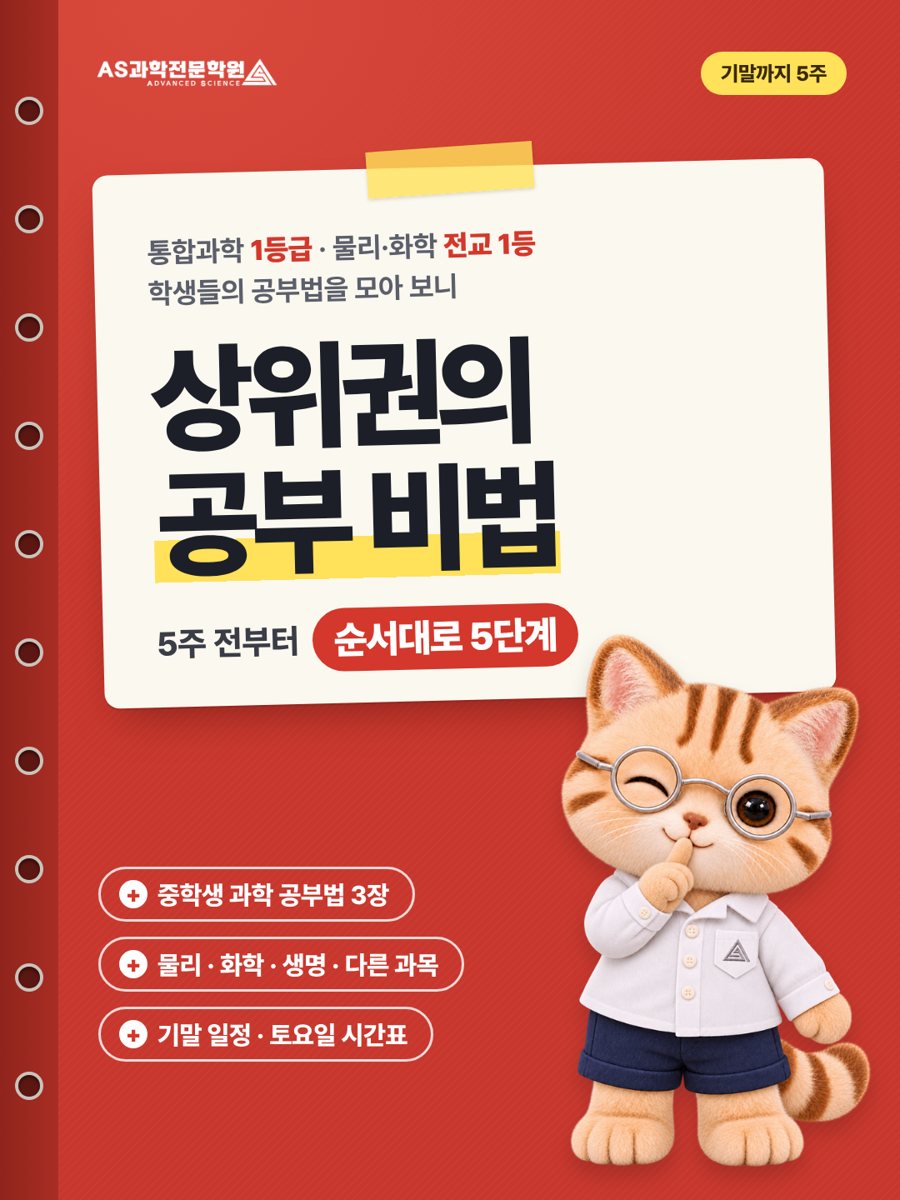 AS과학전문학원
ADVANCED SCIENCE
기말까지 5주
통합과학 1등급 · 물리·화학 전교 1등
학생들의 공부법을 모아 보니
상위권의
공부 비법
5주 전부터 순서대로 5단계
중학생 과학 공부법 3장
물리 · 화학 · 생명 · 다른 과목
기말 일정 · 토요일 시간표